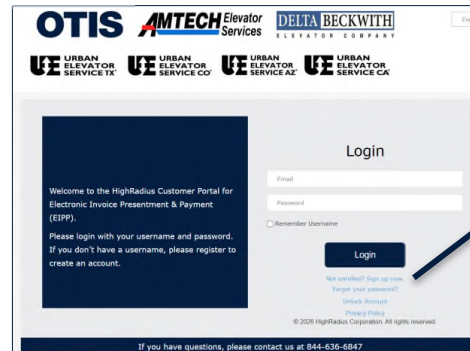 OTIS
AMTECH Elevator Services
DELTA BECKWITH
ELEVATOR COMPANY
URBAN ELEVATOR SERVICE TX
URBAN ELEVATOR SERVICE CO
URBAN ELEVATOR SERVICE AZ
URBAN ELEVATOR SERVICE CA
Welcome to the HighRadius Customer Portal for
Electronic Invoice Presentment & Payment
(EIPP).
Please login with your username and password.
If you don't have a username, please register to
create an account.
Login
Email
Password
Remember Username
Login
Not enrolled? Sign up now.
Forgot your password?
Unlock Account
Privacy Policy
© 2026 HighRadius Corporation. All rights reserved.
If you have questions, please contact us at 844-636-6847